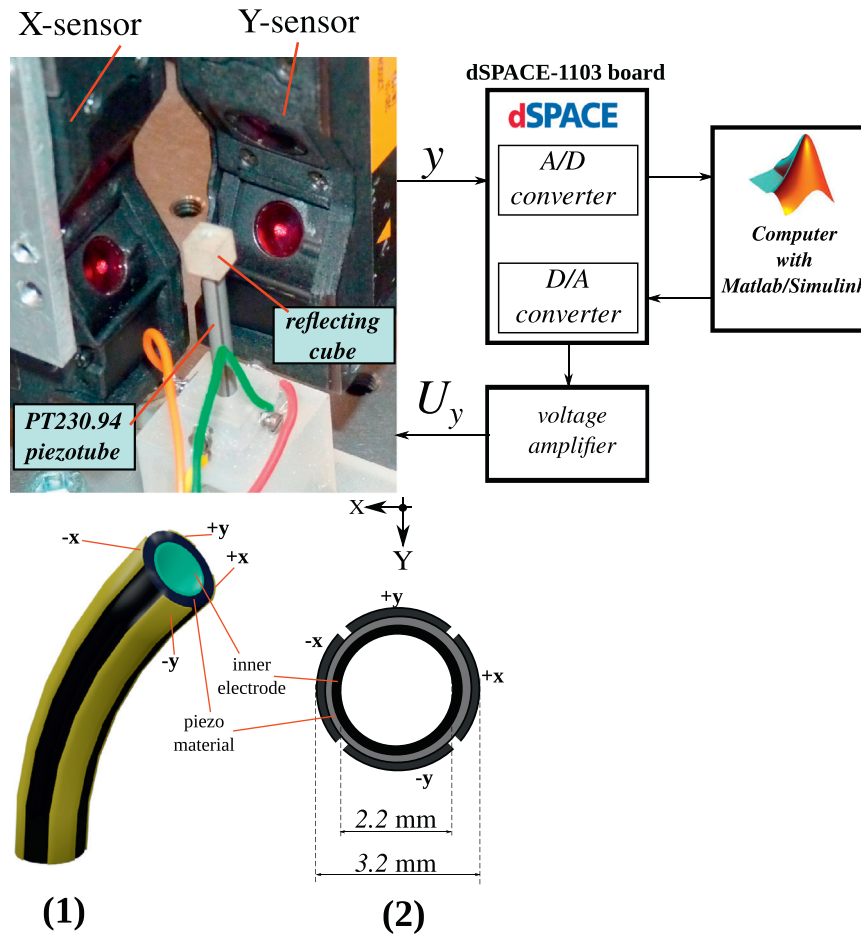 X-sensor
Y-sensor
dSPACE-1103 board
dSPACE
y
A/D
converter
Computer
with
Matlab/Simulink
D/A
converter
reflecting
cube
PT230.94
piezotube
U_y
voltage
amplifier
X
Y
-x
+y
+x
-y
inner
electrode
piezo
material
+y
-x
+x
-y
2.2 mm
3.2 mm
(1)
(2)